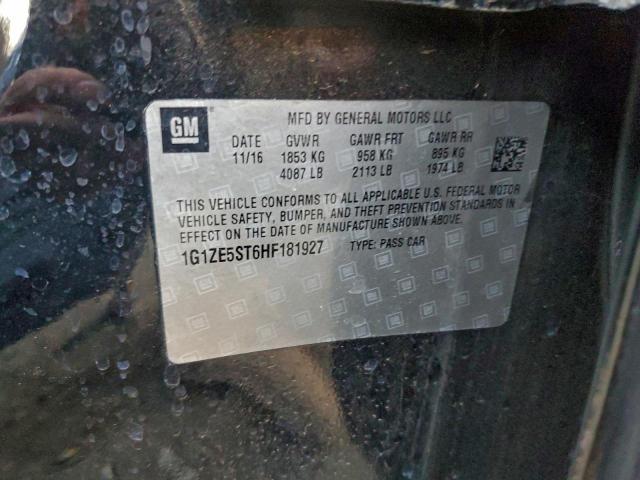 GM
MFD BY GENERAL MOTORS LLC
DATE GVWR GAWR FRT GAWR RR
11/16 1853 KG 958 KG 895 KG
4087 LB 2113 LB 1974 LB
THIS VEHICLE CONFORMS TO ALL APPLICABLE U.S. FEDERAL MOTOR
VEHICLE SAFETY, BUMPER, AND THEFT PREVENTION STANDARDS IN
EFFECT ON THE DATE OF MANUFACTURE SHOWN ABOVE.
1G1ZE5ST6HF181927 TYPE: PASS CAR